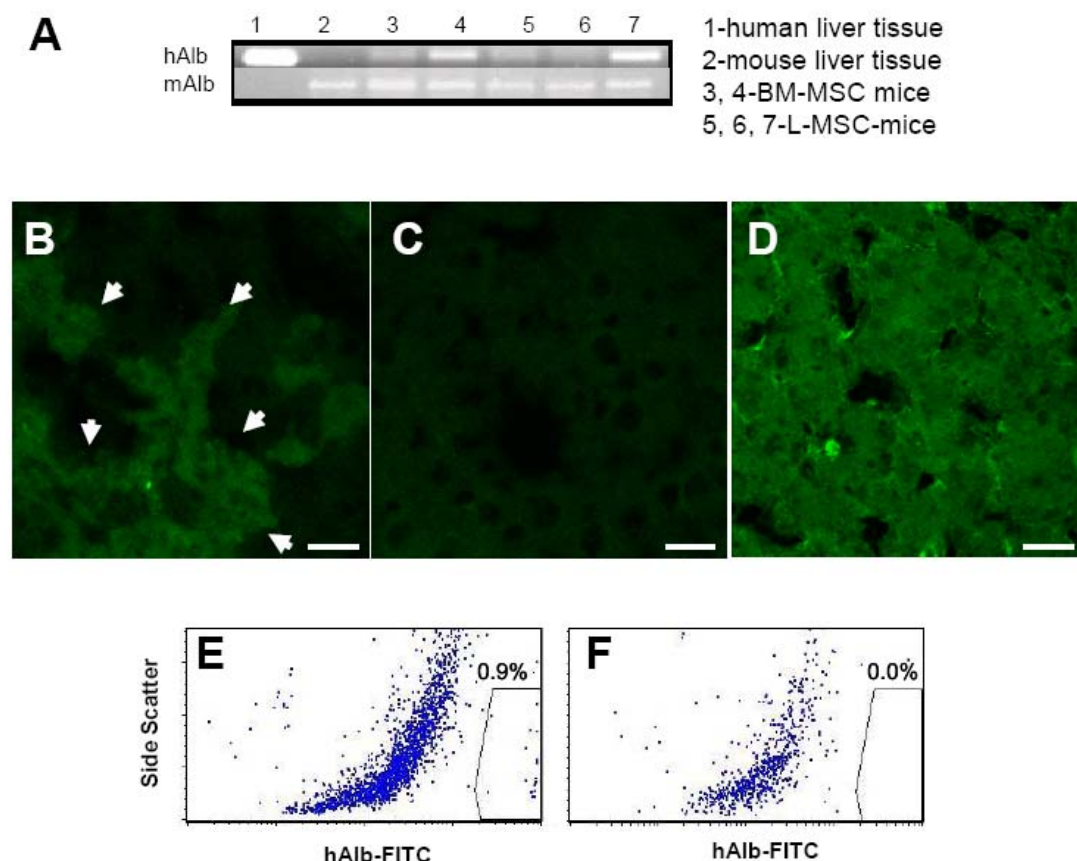 A
1 2 3 4 5 6 7
hAlb
mAlb
1-human liver tissue
2-mouse liver tissue
3, 4-BM-MSC mice
5, 6, 7-L-MSC-mice
B
C
D
E
0.9%
F
0.0%
Side Scatter
hAlb-FITC
hAlb-FITC